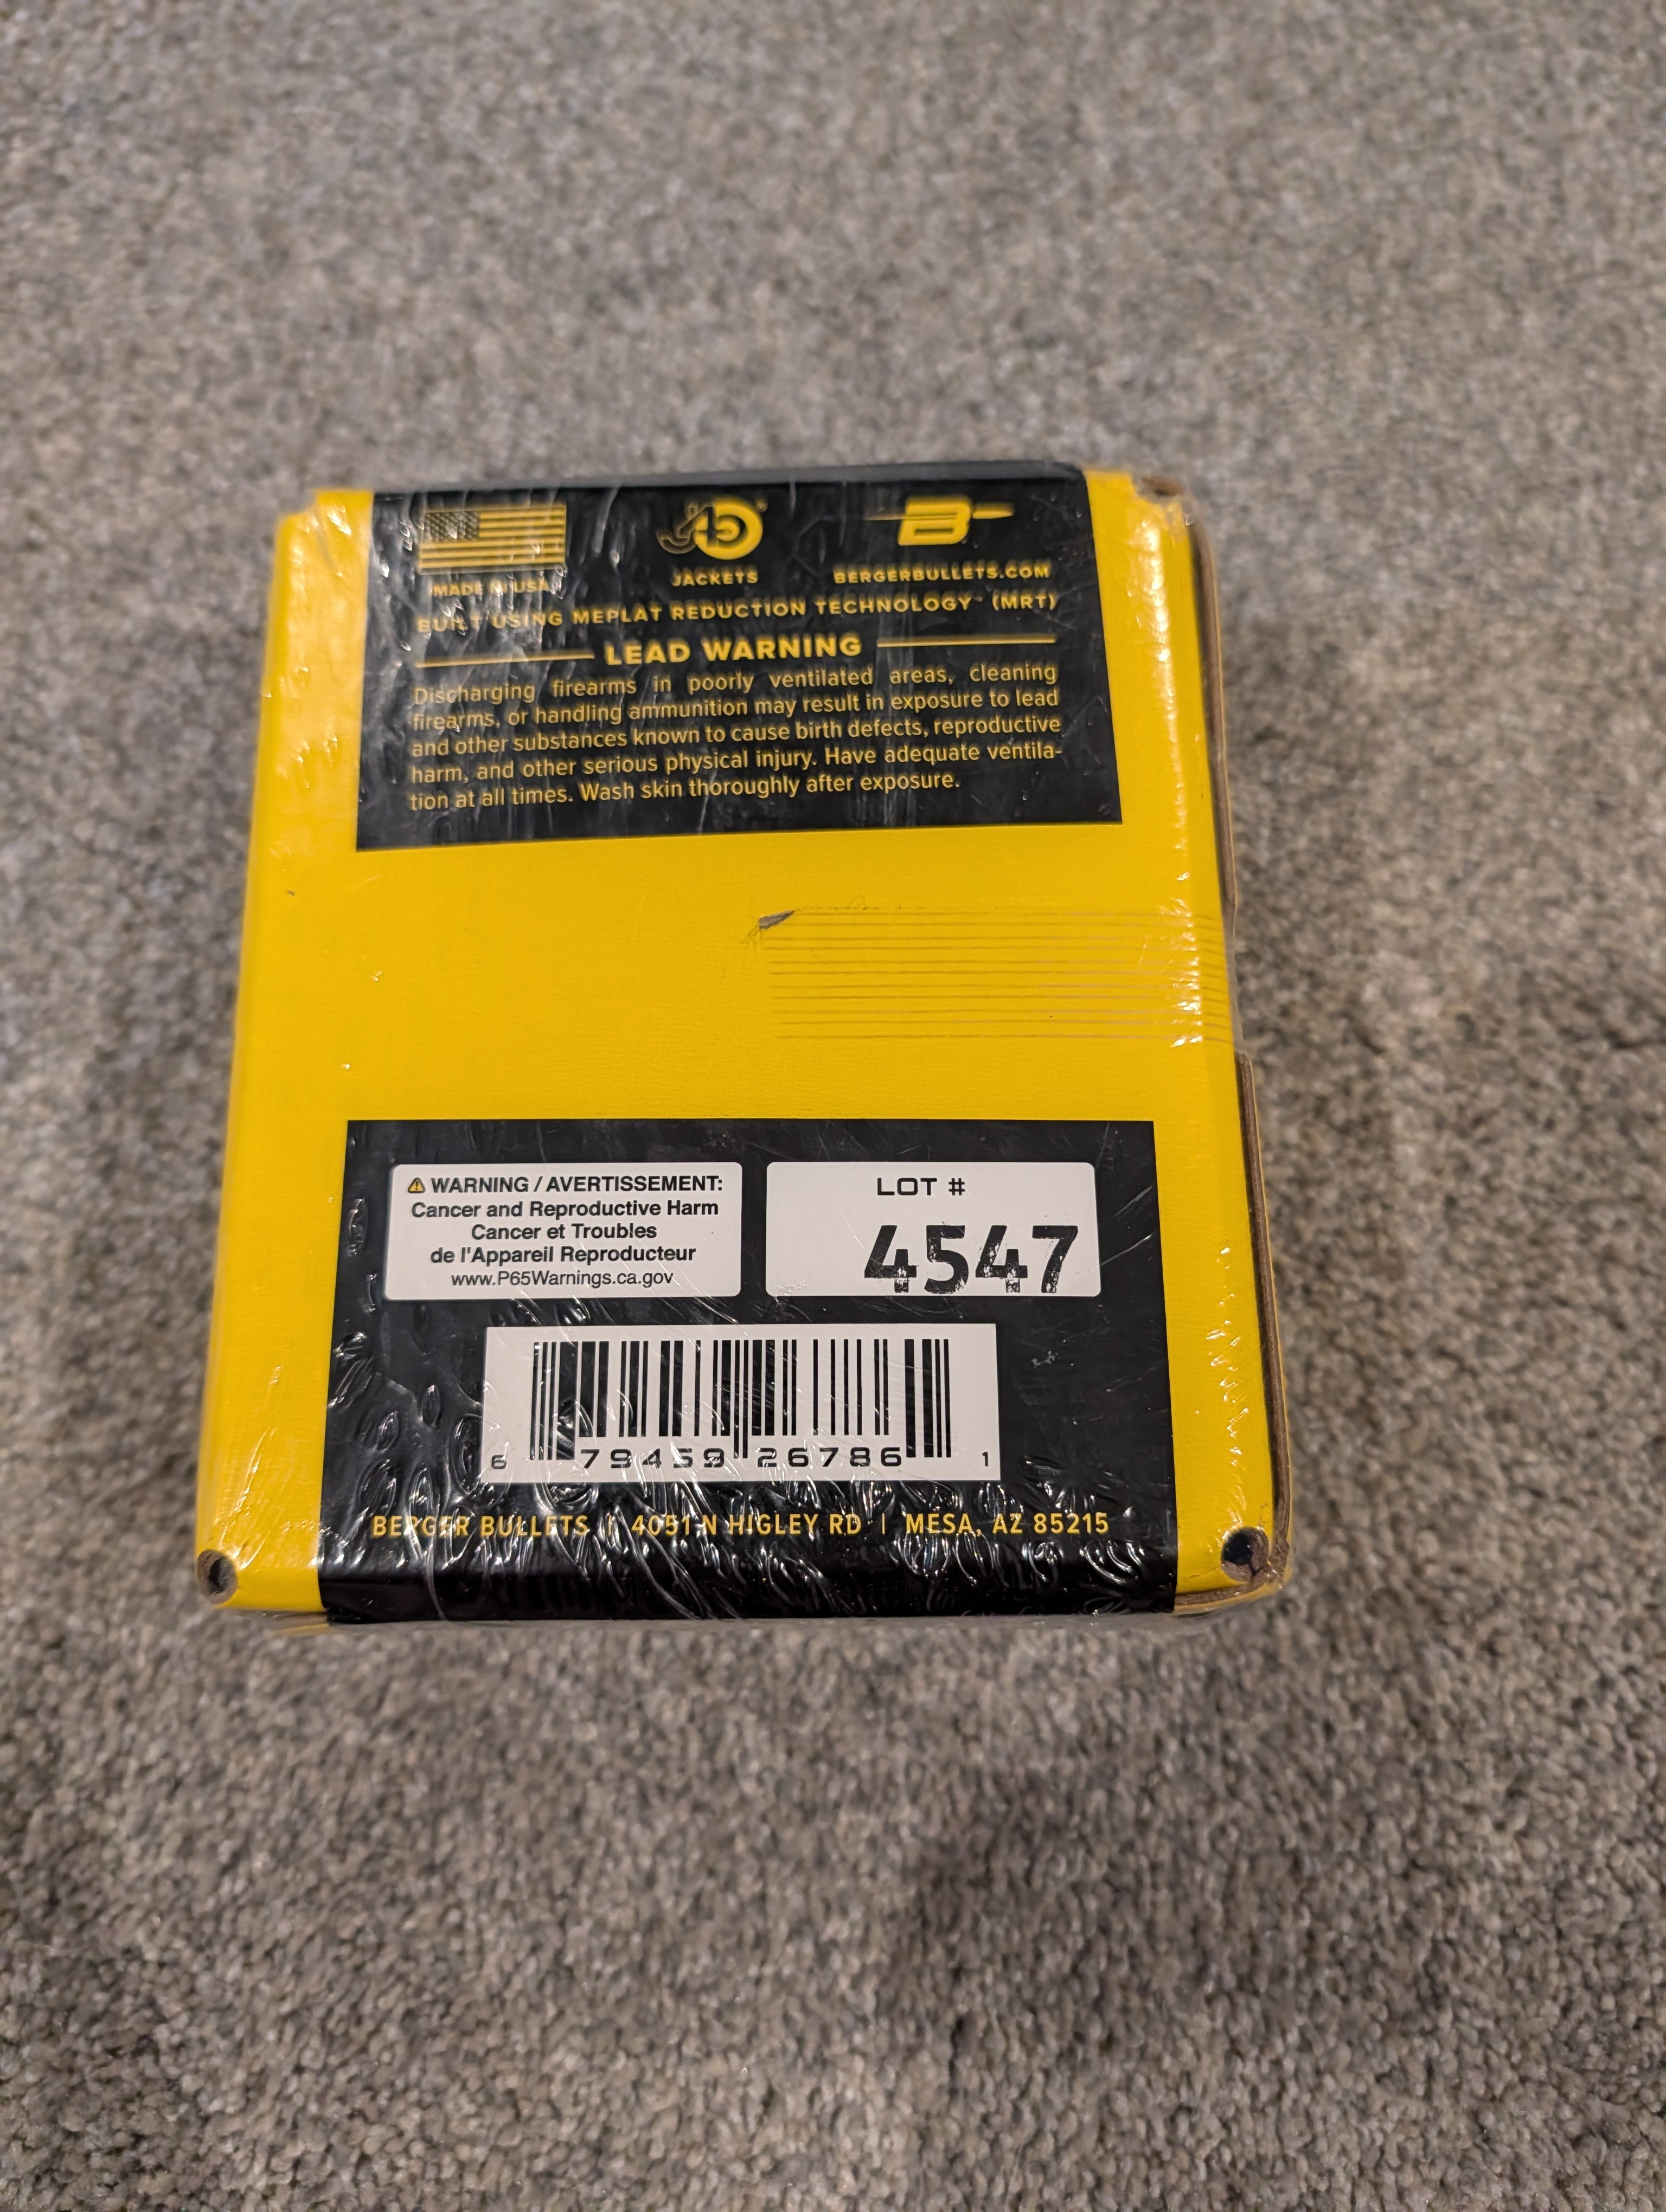 J45
B
MADE IN USA
JACKETS
BERGERBULLETS.COM
BUILT USING MEPLAT REDUCTION TECHNOLOGY™ (MRT)
LEAD WARNING
Discharging firearms in poorly ventilated areas, cleaning
firearms, or handling ammunition may result in exposure to lead
and other substances known to cause birth defects, reproductive
harm, and other serious physical injury. Have adequate ventila-
tion at all times. Wash skin thoroughly after exposure.
⚠ WARNING / AVERTISSEMENT:
Cancer and Reproductive Harm
Cancer et Troubles
de l'Appareil Reproducteur
www.P65Warnings.ca.gov
LOT #
4547
6 79459 26786 1
BERGER BULLETS | 4051 N HIGLEY RD | MESA, AZ 85215